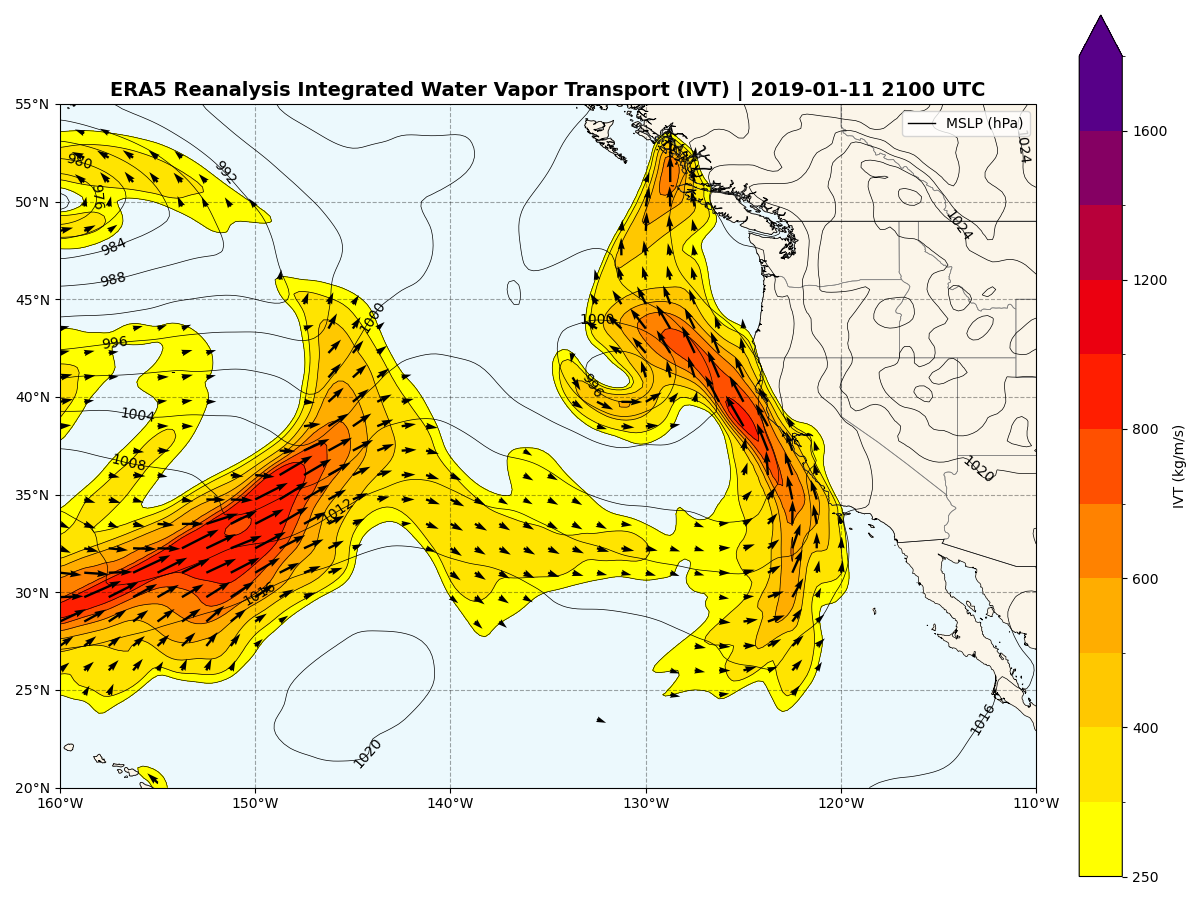 ERA5 Reanalysis Integrated Water Vapor Transport (IVT) | 2019-01-11 2100 UTC
MSLP (hPa)
55°N
50°N
45°N
40°N
35°N
30°N
25°N
20°N
160°W
150°W
140°W
130°W
120°W
110°W
980
976
984
988
992
996
1000
1004
1008
1012
1016
1020
1000
996
1024
1024
1020
1016
1600
1200
800
600
400
250
IVT (kg/m/s)